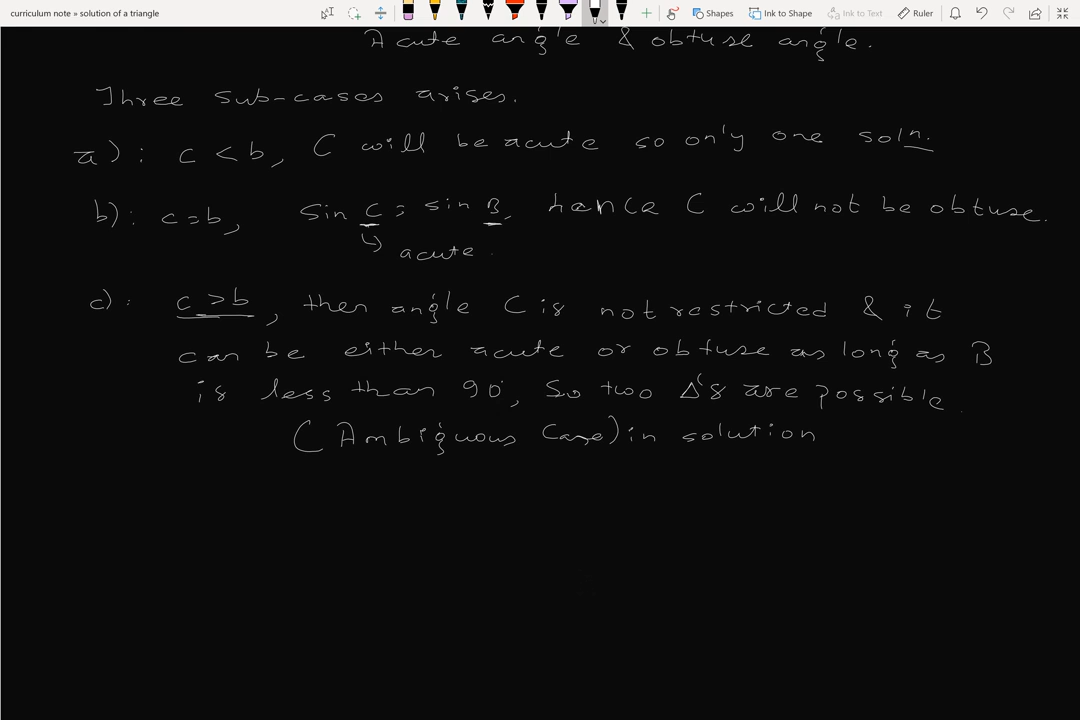 curriculum note » solution of a triangle
Shapes Ink to Shape Ink to Text Ruler
Acute angle & obtuse angle.
Three sub-cases arises.
a) : c < b, C will be acute so only one soln.
b) : c = b, sin C = sin B, hence C will not be obtuse.
↳ acute.
c) : c > b, then angle C is not restricted & it
can be either acute or obtuse as long as B
is less than 90°, So two Δ's are possible.
(Ambiguous Case) in solution